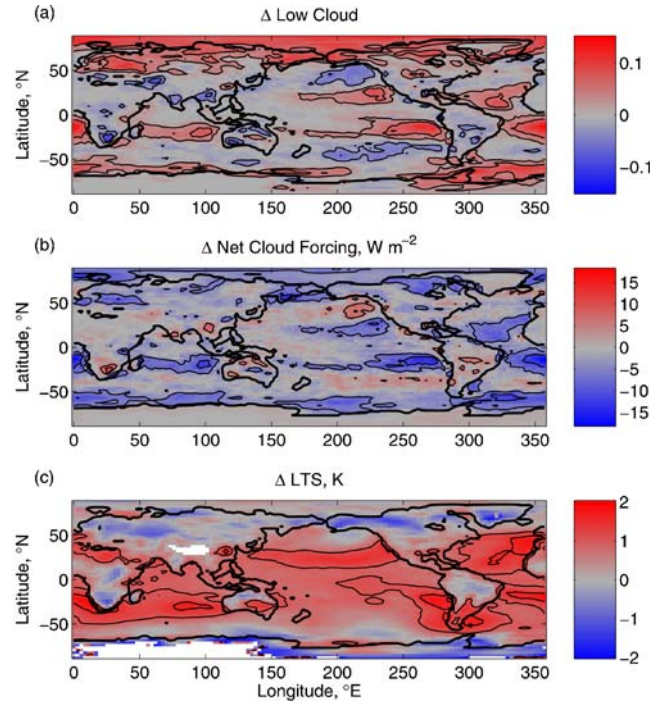 (a)
Δ Low Cloud
Latitude, °N
50
0
−50
0 50 100 150 200 250 300 350
0.1
0
−0.1
(b)
Δ Net Cloud Forcing, W m⁻²
Latitude, °N
50
0
−50
0 50 100 150 200 250 300 350
15
10
5
0
−5
−10
−15
(c)
Δ LTS, K
Latitude, °N
50
0
−50
0 50 100 150 200 250 300 350
Longitude, °E
2
1
0
−1
−2